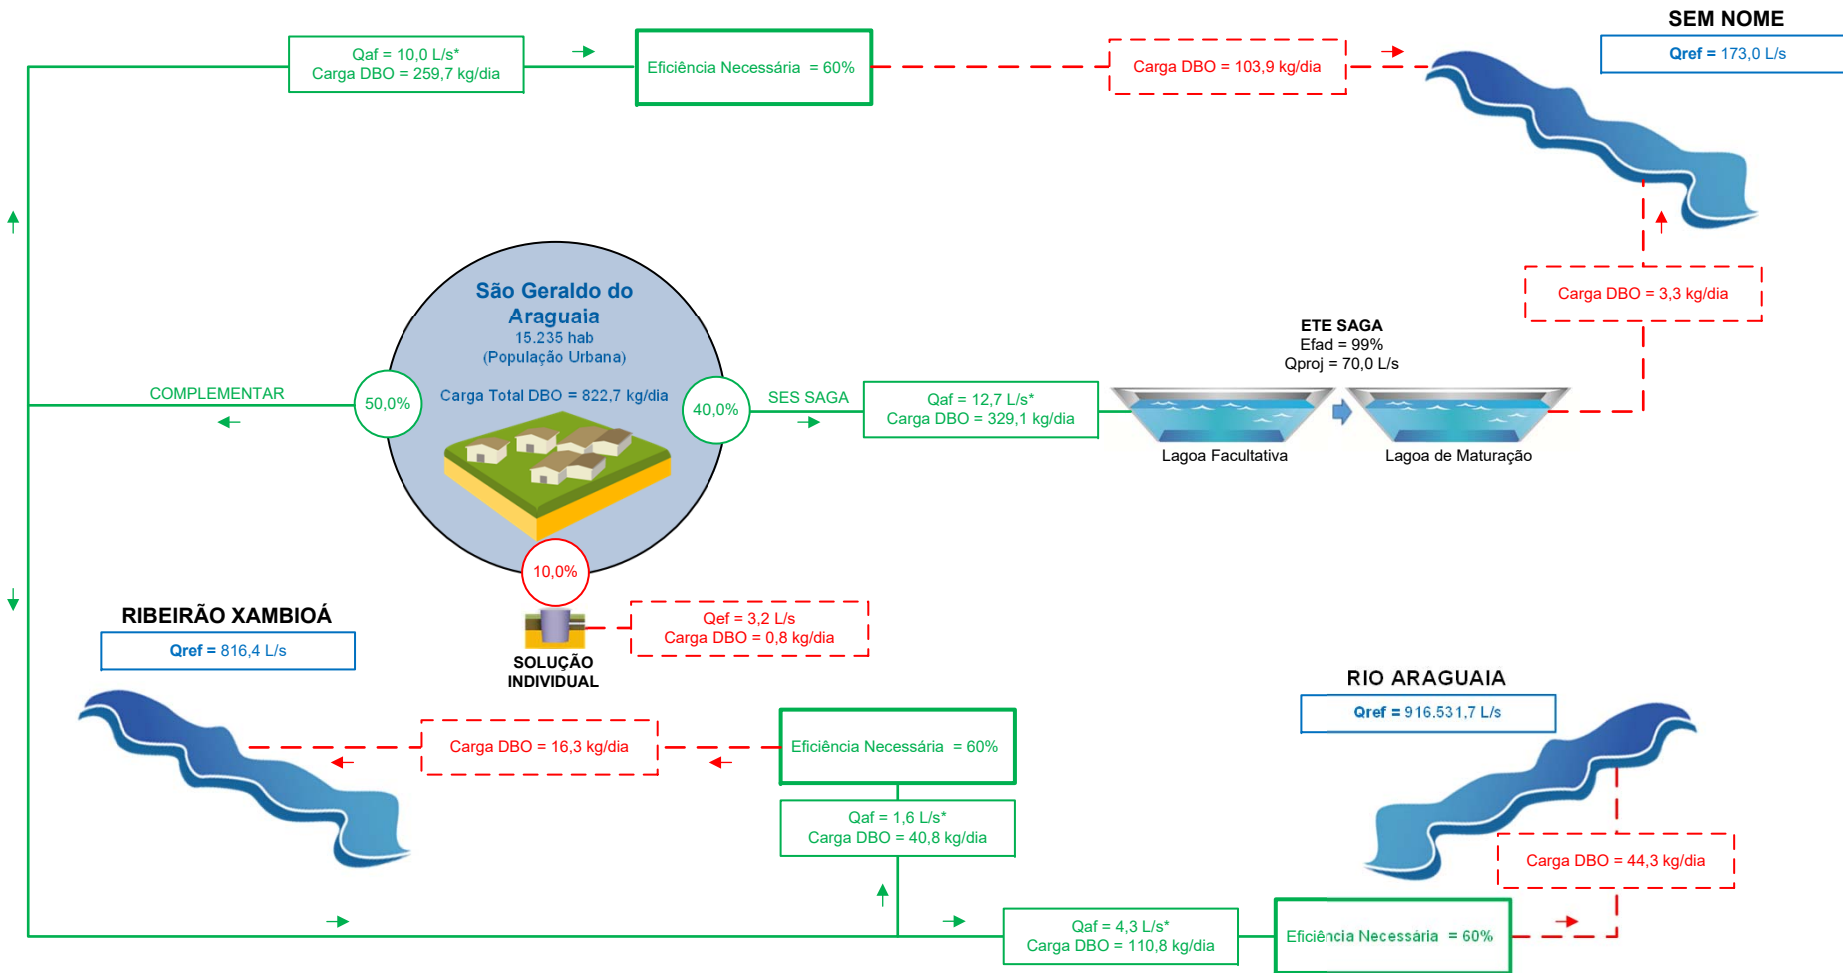 SEM NOME
Qref = 173,0 L/s
Qaf = 10,0 L/s*
Carga DBO = 259,7 kg/dia
Eficiência Necessária = 60%
Carga DBO = 103,9 kg/dia
São Geraldo do
Araguaia
15.235 hab
(População Urbana)
Carga Total DBO = 822,7 kg/dia
COMPLEMENTAR
50,0%
40,0%
SES SAGA
Qaf = 12,7 L/s*
Carga DBO = 329,1 kg/dia
ETE SAGA
Efad = 99%
Qproj = 70,0 L/s
Lagoa Facultativa
Lagoa de Maturação
Carga DBO = 3,3 kg/dia
10,0%
SOLUÇÃO
INDIVIDUAL
Qef = 3,2 L/s
Carga DBO = 0,8 kg/dia
RIBEIRÃO XAMBIOÁ
Qref = 816,4 L/s
Carga DBO = 16,3 kg/dia
Eficiência Necessária = 60%
Qaf = 1,6 L/s*
Carga DBO = 40,8 kg/dia
RIO ARAGUAIA
Qref = 916.531,7 L/s
Carga DBO = 44,3 kg/dia
Qaf = 4,3 L/s*
Carga DBO = 110,8 kg/dia
Eficiência Necessária = 60%